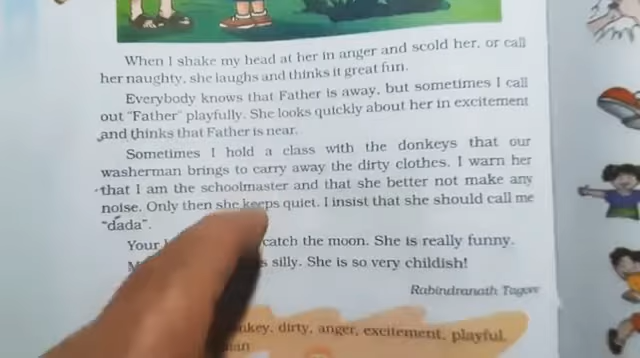 When I shake my head at her in anger and scold her, or call
her naughty, she laughs and thinks it great fun.
Everybody knows that Father is away, but sometimes I call
out "Father" playfully. She looks quickly about her in excitement
and thinks that Father is near.
Sometimes I hold a class with the donkeys that our
washerman brings to carry away the dirty clothes. I warn her
that I am the schoolmaster and that she better not make any
noise. Only then she keeps quiet. I insist that she should call me
"dada".
Your catch the moon. She is really funny.
silly. She is so very childish!
Rabindranath Tagore
dirty, anger, excitement, playful,